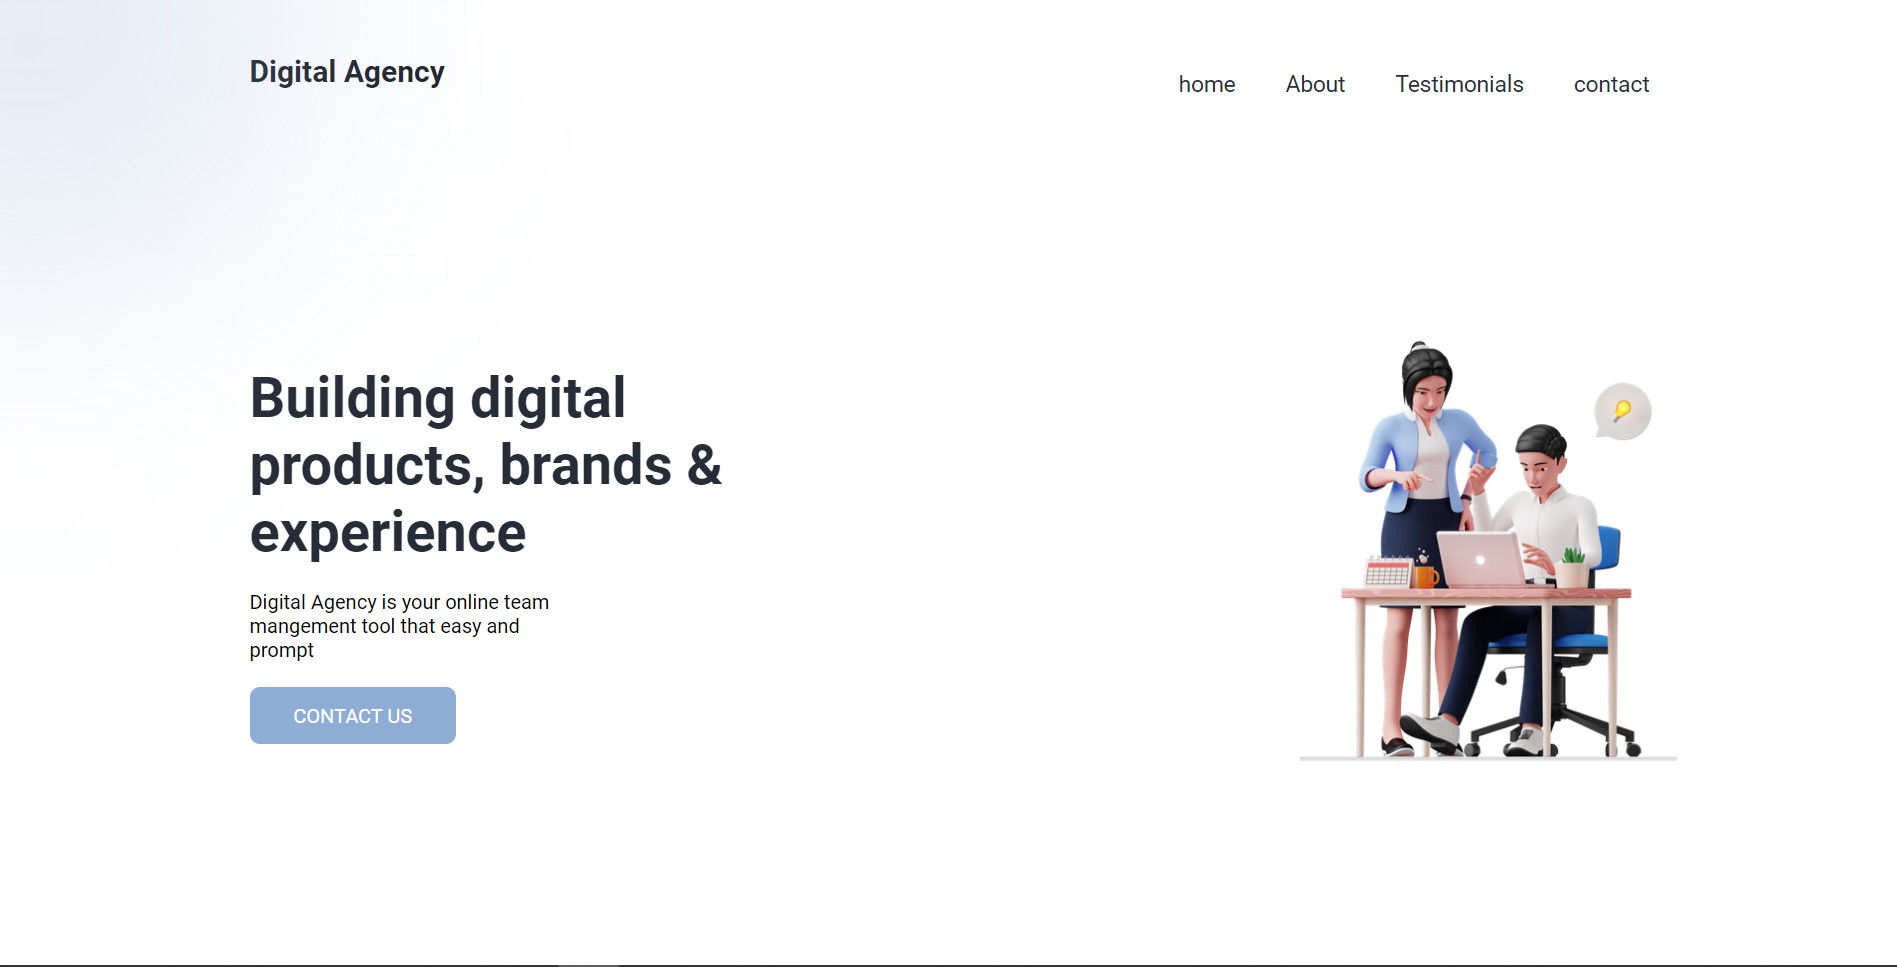 Digital Agency
home About Testimonials contact
Building digital
products, brands &
experience
Digital Agency is your online team
mangement tool that easy and
prompt
CONTACT US